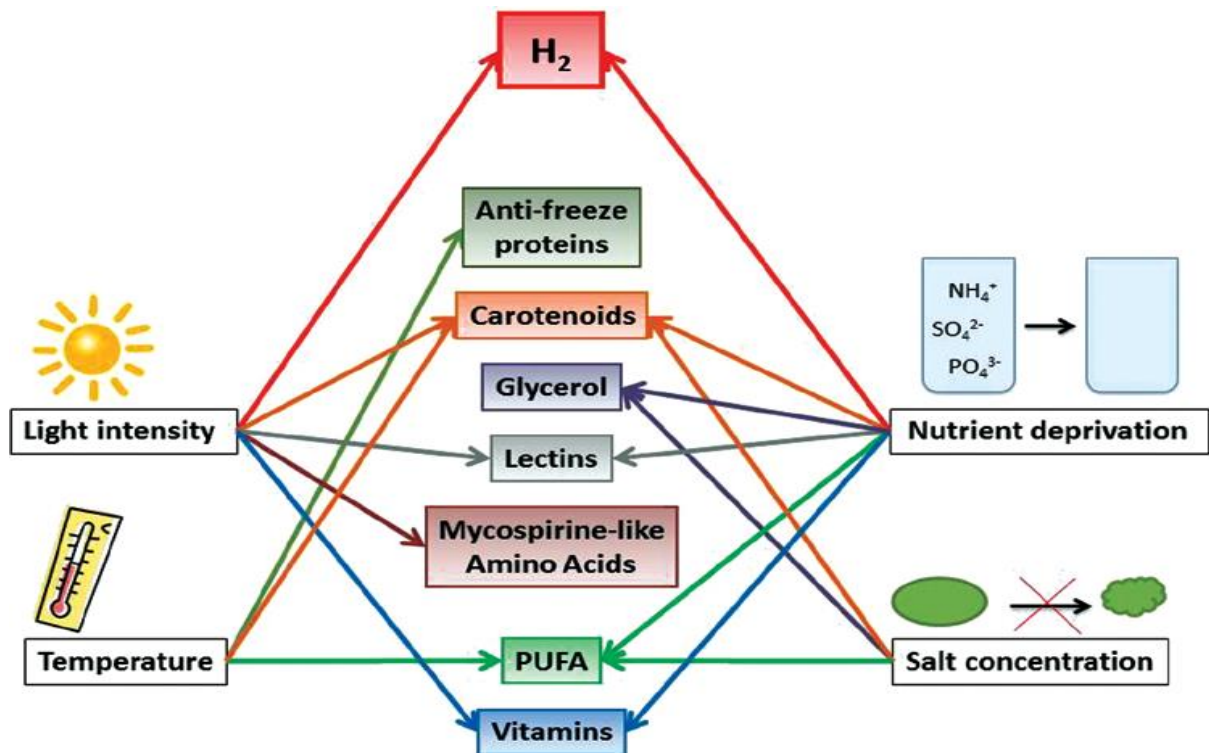 H₂
Anti-freeze
proteins
Carotenoids
Glycerol
Lectins
Mycospirine-like
Amino Acids
PUFA
Vitamins
Light intensity
Temperature
NH₄⁺
SO₄²⁻
PO₄³⁻
Nutrient deprivation
Salt concentration